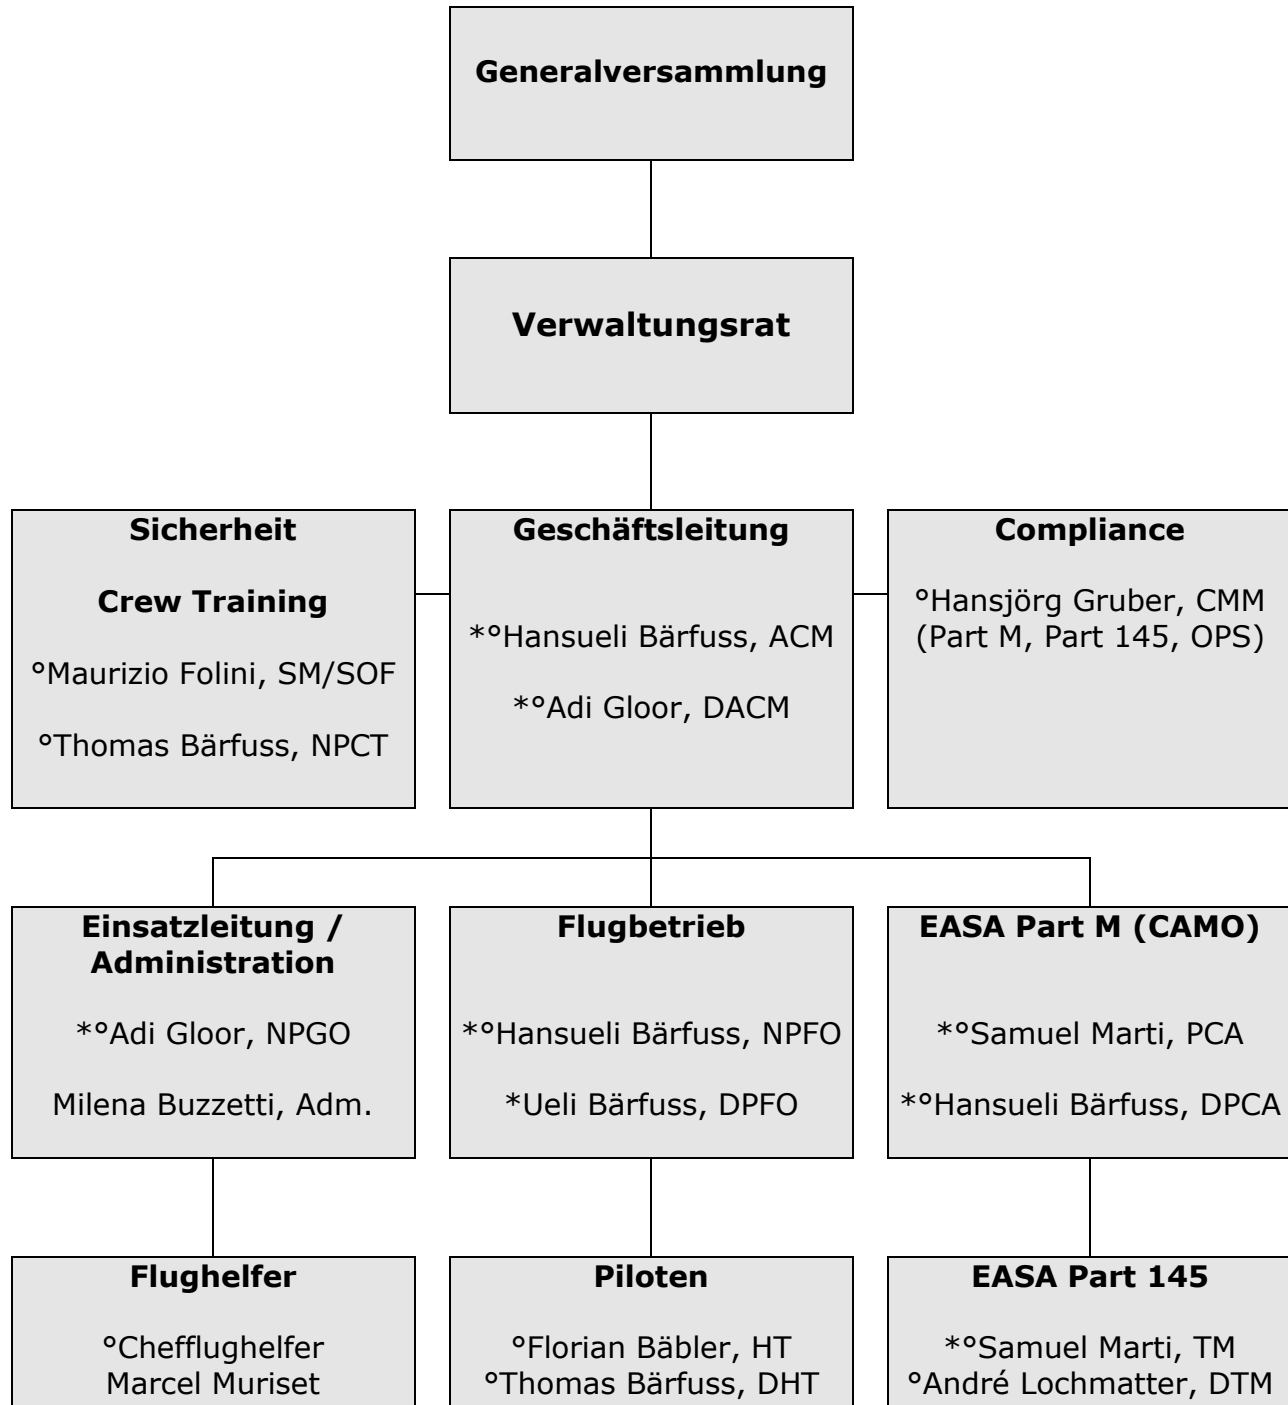 Generalversammlung
Verwaltungsrat
Sicherheit
Crew Training
°Maurizio Folini, SM/SOF
°Thomas Bärfuss, NPCT
Geschäftsleitung
*°Hansueli Bärfuss, ACM
*°Adi Gloor, DACM
Compliance
°Hansjörg Gruber, CMM
(Part M, Part 145, OPS)
Einsatzleitung /
Administration
*°Adi Gloor, NPGO
Milena Buzzetti, Adm.
Flugbetrieb
*°Hansueli Bärfuss, NPFO
*Ueli Bärfuss, DPFO
EASA Part M (CAMO)
*°Samuel Marti, PCA
*°Hansueli Bärfuss, DPCA
Flughelfer
°Chefflughelfer
Marcel Muriset
Piloten
°Florian Bäbler, HT
°Thomas Bärfuss, DHT
EASA Part 145
*°Samuel Marti, TM
°André Lochmatter, DTM